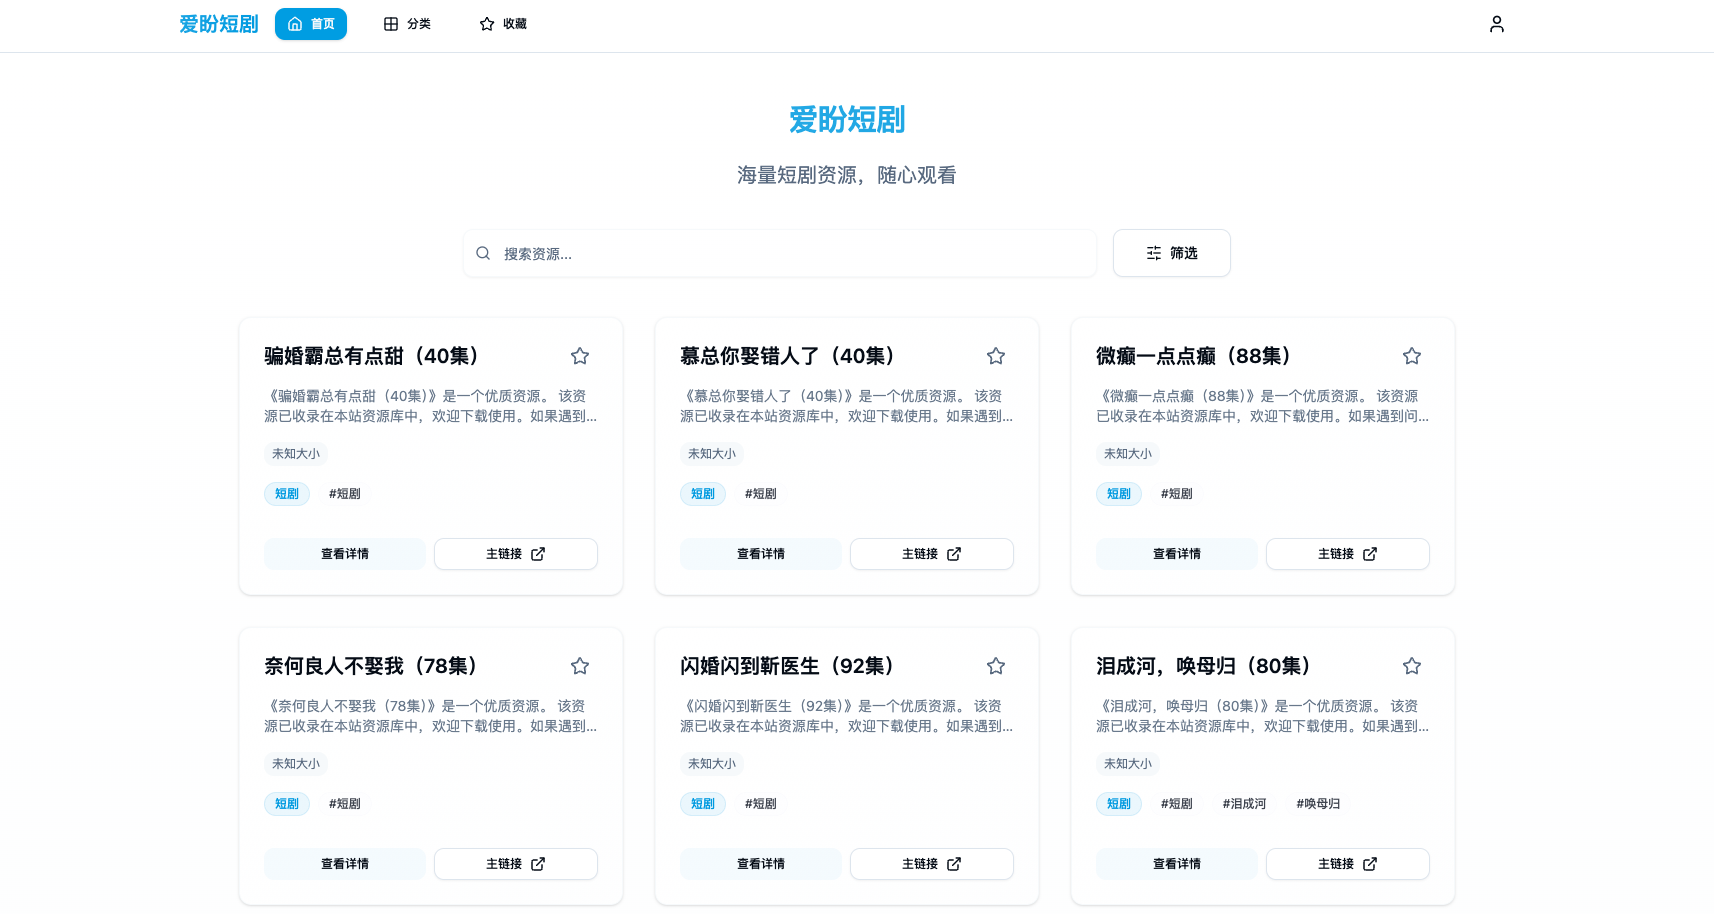 爱盼短剧
首页
分类
收藏
爱盼短剧
海量短剧资源，随心观看
搜索资源...
筛选
骗婚霸总有点甜（40集）
《骗婚霸总有点甜（40集）》是一个优质资源。 该资
源已收录在本站资源库中，欢迎下载使用。如果遇到...
未知大小
短剧 #短剧
查看详情 主链接
慕总你娶错人了（40集）
《慕总你娶错人了（40集）》是一个优质资源。 该资
源已收录在本站资源库中，欢迎下载使用。如果遇到...
未知大小
短剧 #短剧
查看详情 主链接
微癫一点点癫（88集）
《微癫一点点癫（88集）》是一个优质资源。 该资源
已收录在本站资源库中，欢迎下载使用。如果遇到问...
未知大小
短剧 #短剧
查看详情 主链接
奈何良人不娶我（78集）
《奈何良人不娶我（78集）》是一个优质资源。 该资
源已收录在本站资源库中，欢迎下载使用。如果遇到...
未知大小
短剧 #短剧
查看详情 主链接
闪婚闪到靳医生（92集）
《闪婚闪到靳医生（92集）》是一个优质资源。 该资
源已收录在本站资源库中，欢迎下载使用。如果遇到...
未知大小
短剧 #短剧
查看详情 主链接
泪成河，唤母归（80集）
《泪成河，唤母归（80集）》是一个优质资源。 该资
源已收录在本站资源库中，欢迎下载使用。如果遇到...
未知大小
短剧 #短剧 #泪成河 #唤母归
查看详情 主链接